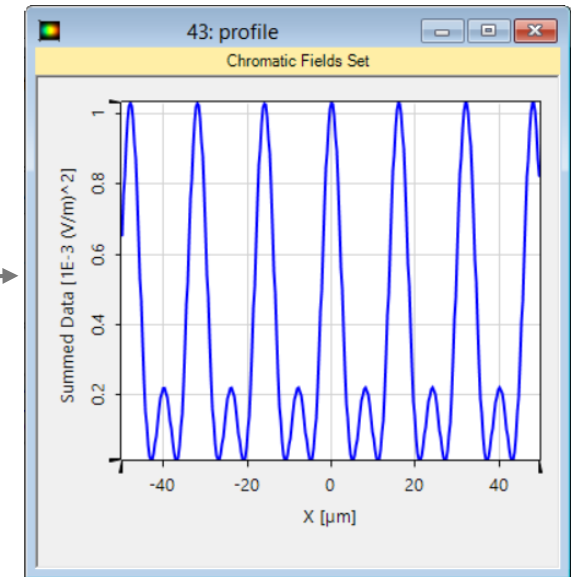 43: profile
Chromatic Fields Set
Summed Data [1E-3 (V/m)^2]
1
0.8
0.6
0.4
0.2
-40 -20 0 20 40
X [µm]